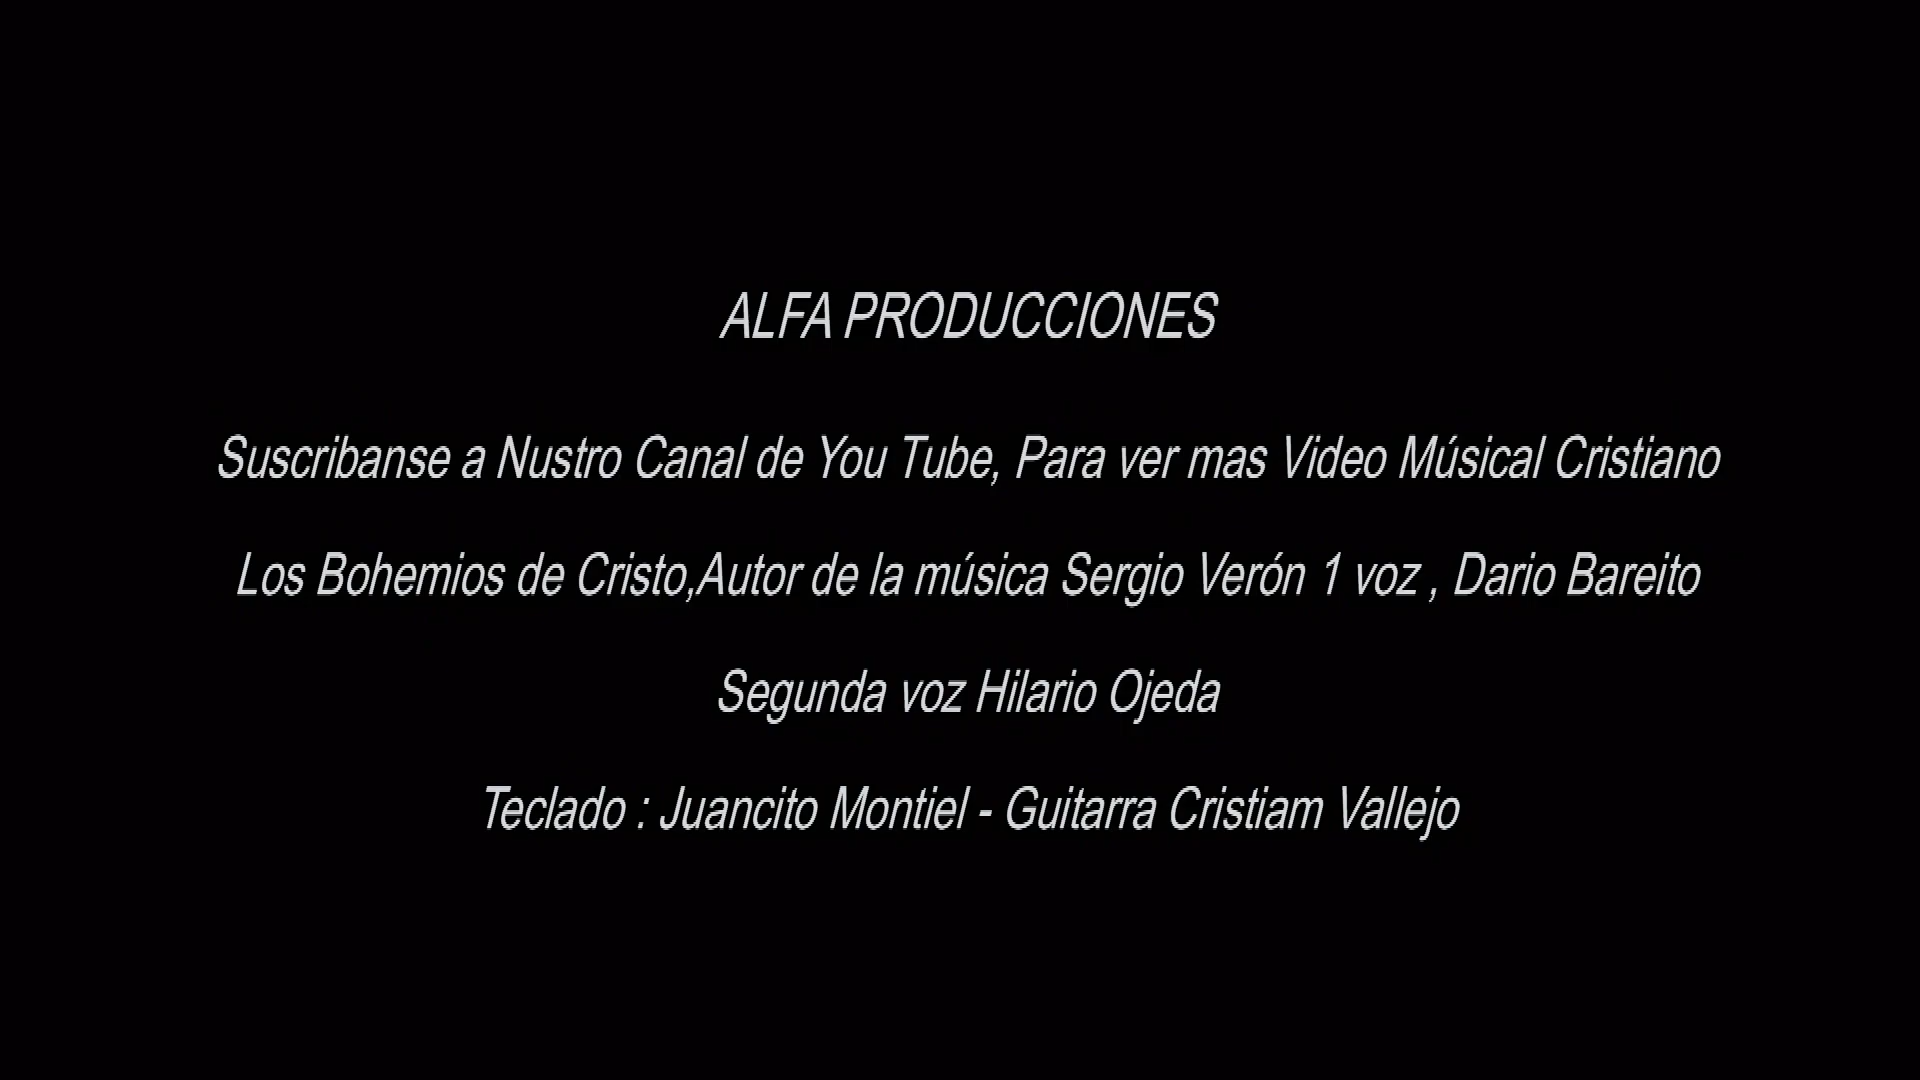 ALFA PRODUCCIONES
Suscribanse a Nustro Canal de You Tube, Para ver mas Video Músical Cristiano
Los Bohemios de Cristo,Autor de la música Sergio Verón 1 voz , Dario Bareito
Segunda voz Hilario Ojeda
Teclado : Juancito Montiel - Guitarra Cristiam Vallejo